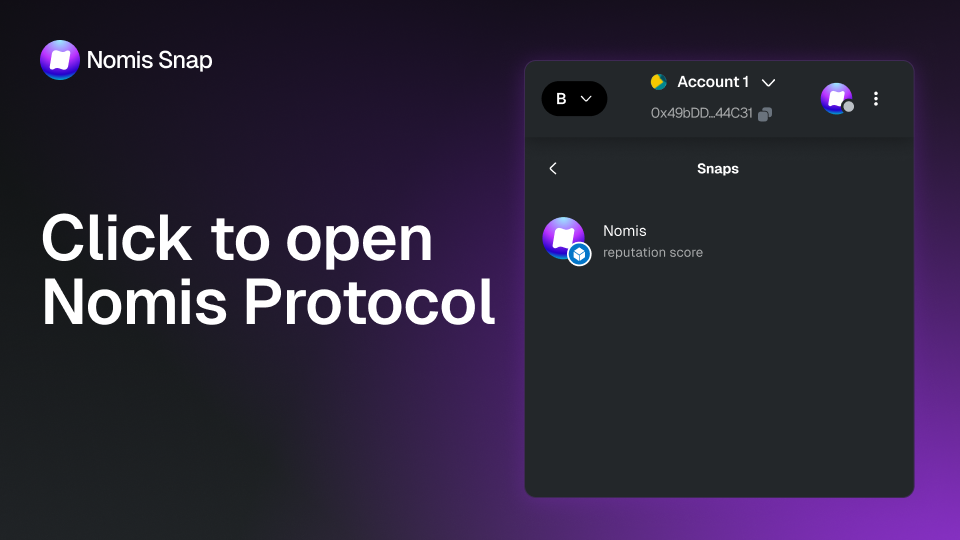 Nomis Snap
Click to open
Nomis Protocol
B
Account 1
0x49bDD...44C31
Snaps
Nomis
reputation score